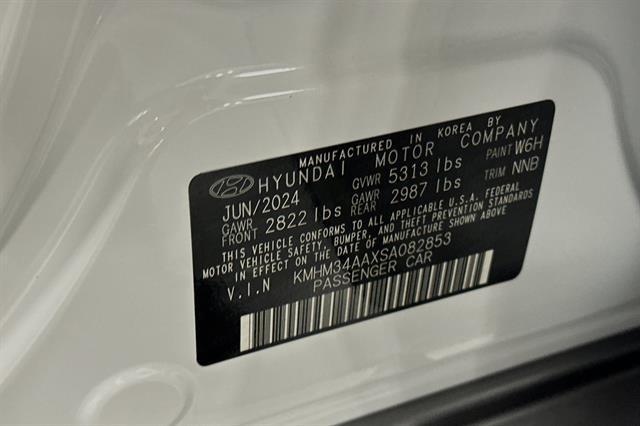 MANUFACTURED IN KOREA BY
HYUNDAI MOTOR COMPANY
JUN/2024 GVWR 5313 lbs PAINT W6H
GAWR FRONT 2822 lbs GAWR REAR 2987 lbs TRIM NNB
THIS VEHICLE CONFORMS TO ALL APPLICABLE U.S.A. FEDERAL
MOTOR VEHICLE SAFETY, BUMPER, AND THEFT PREVENTION STANDARDS
IN EFFECT ON THE DATE OF MANUFACTURE SHOWN ABOVE
V.I.N KMHM34AAXSA082853
PASSENGER CAR